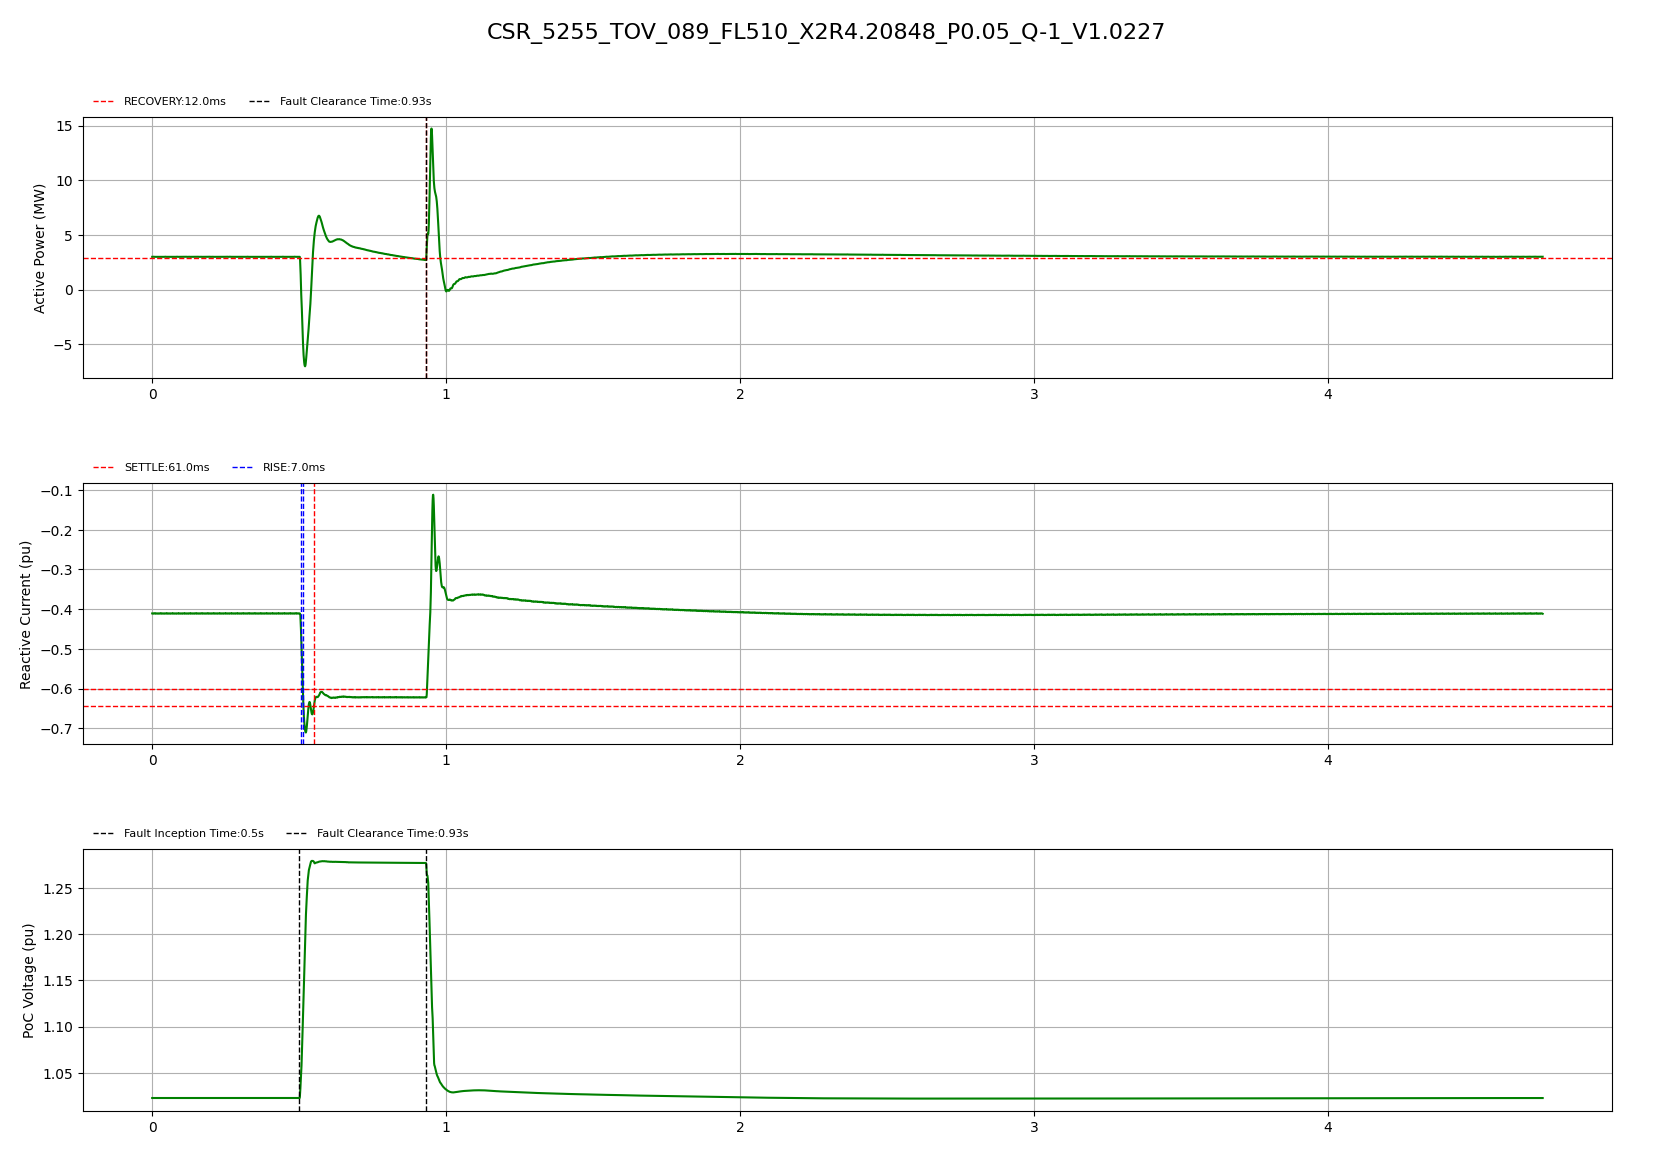 CSR_5255_TOV_089_FL510_X2R4.20848_P0.05_Q-1_V1.0227
RECOVERY:12.0ms Fault Clearance Time:0.93s
Active Power (MW)
15
10
5
0
−5
0 1 2 3 4
SETTLE:61.0ms RISE:7.0ms
Reactive Current (pu)
−0.1
−0.2
−0.3
−0.4
−0.5
−0.6
−0.7
0 1 2 3 4
Fault Inception Time:0.5s Fault Clearance Time:0.93s
PoC Voltage (pu)
1.25
1.20
1.15
1.10
1.05
0 1 2 3 4